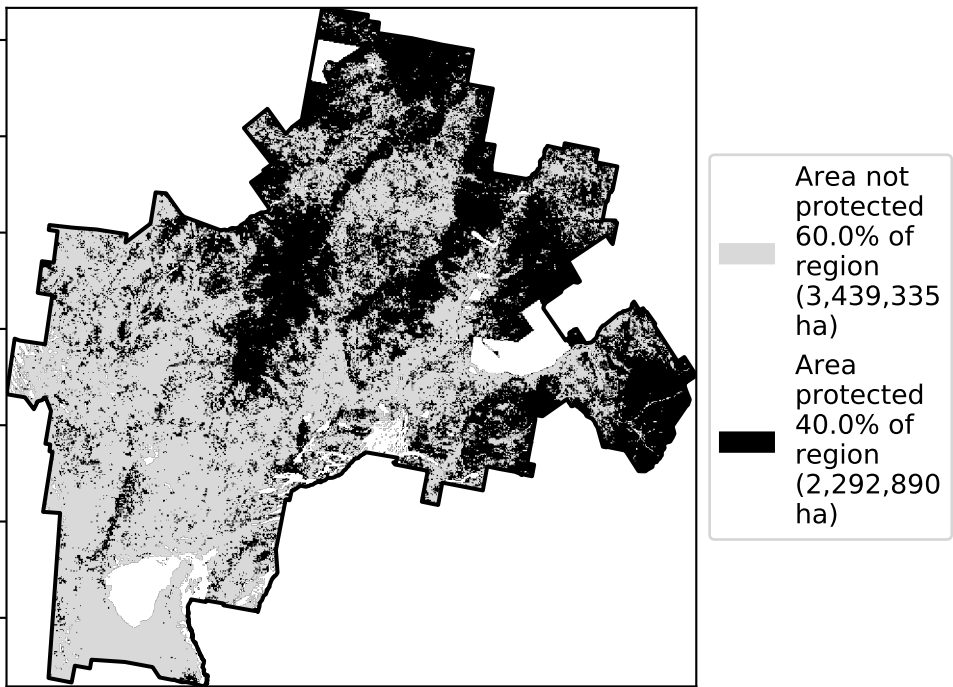 Area not
protected
60.0% of
region
(3,439,335
ha)
Area
protected
40.0% of
region
(2,292,890
ha)